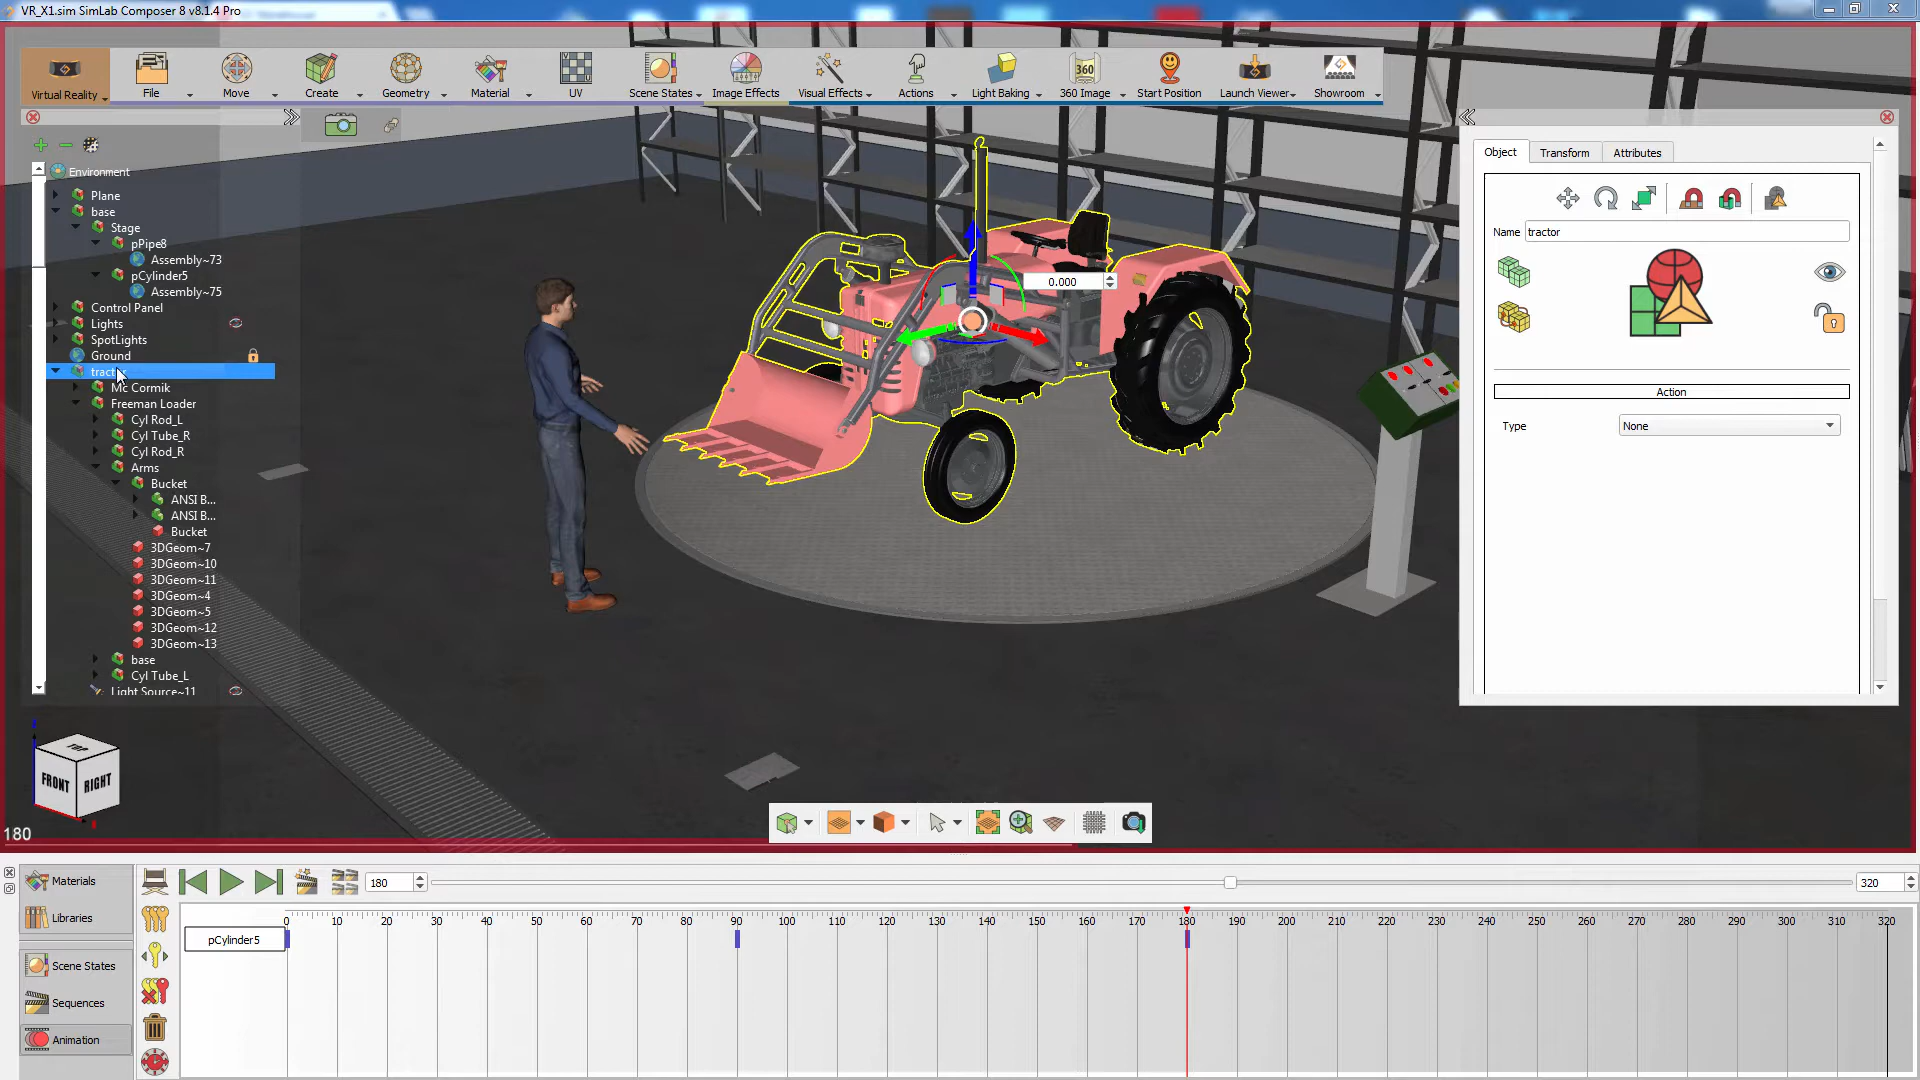 VR_X1.sim SimLab Composer 8 v8.1.4 Pro
Virtual Reality
File
Move
Create
Geometry
Material
UV
Scene States
Image Effects
Visual Effects
Actions
Light Baking
360
360 Image
Start Position
Launch Viewer
Showroom
Environment
Plane
base
Stage
pPipe8
Assembly~73
pCylinder5
Assembly~75
Control Panel
Lights
SpotLights
Ground
Mc Cormik
Freeman Loader
Cyl Rod_L
Cyl Tube_R
Cyl Rod_R
Arms
Bucket
ANSI B...
ANSI B...
Bucket
3DGeom~7
3DGeom~10
3DGeom~11
3DGeom~4
3DGeom~5
3DGeom~12
3DGeom~13
base
Cyl Tube_L
Light Source~11
0.000
Object
Transform
Attributes
Name
tractor
Action
Type
None
TOP
FRONT
RIGHT
180
Materials
Libraries
Scene States
Sequences
Animation
180
320
0 10 20 30 40 50 60 70 80 90 100 110 120 130 140 150 160 170 180 190 200 210 220 230 240 250 260 270 280 290 300 310 320
pCylinder5